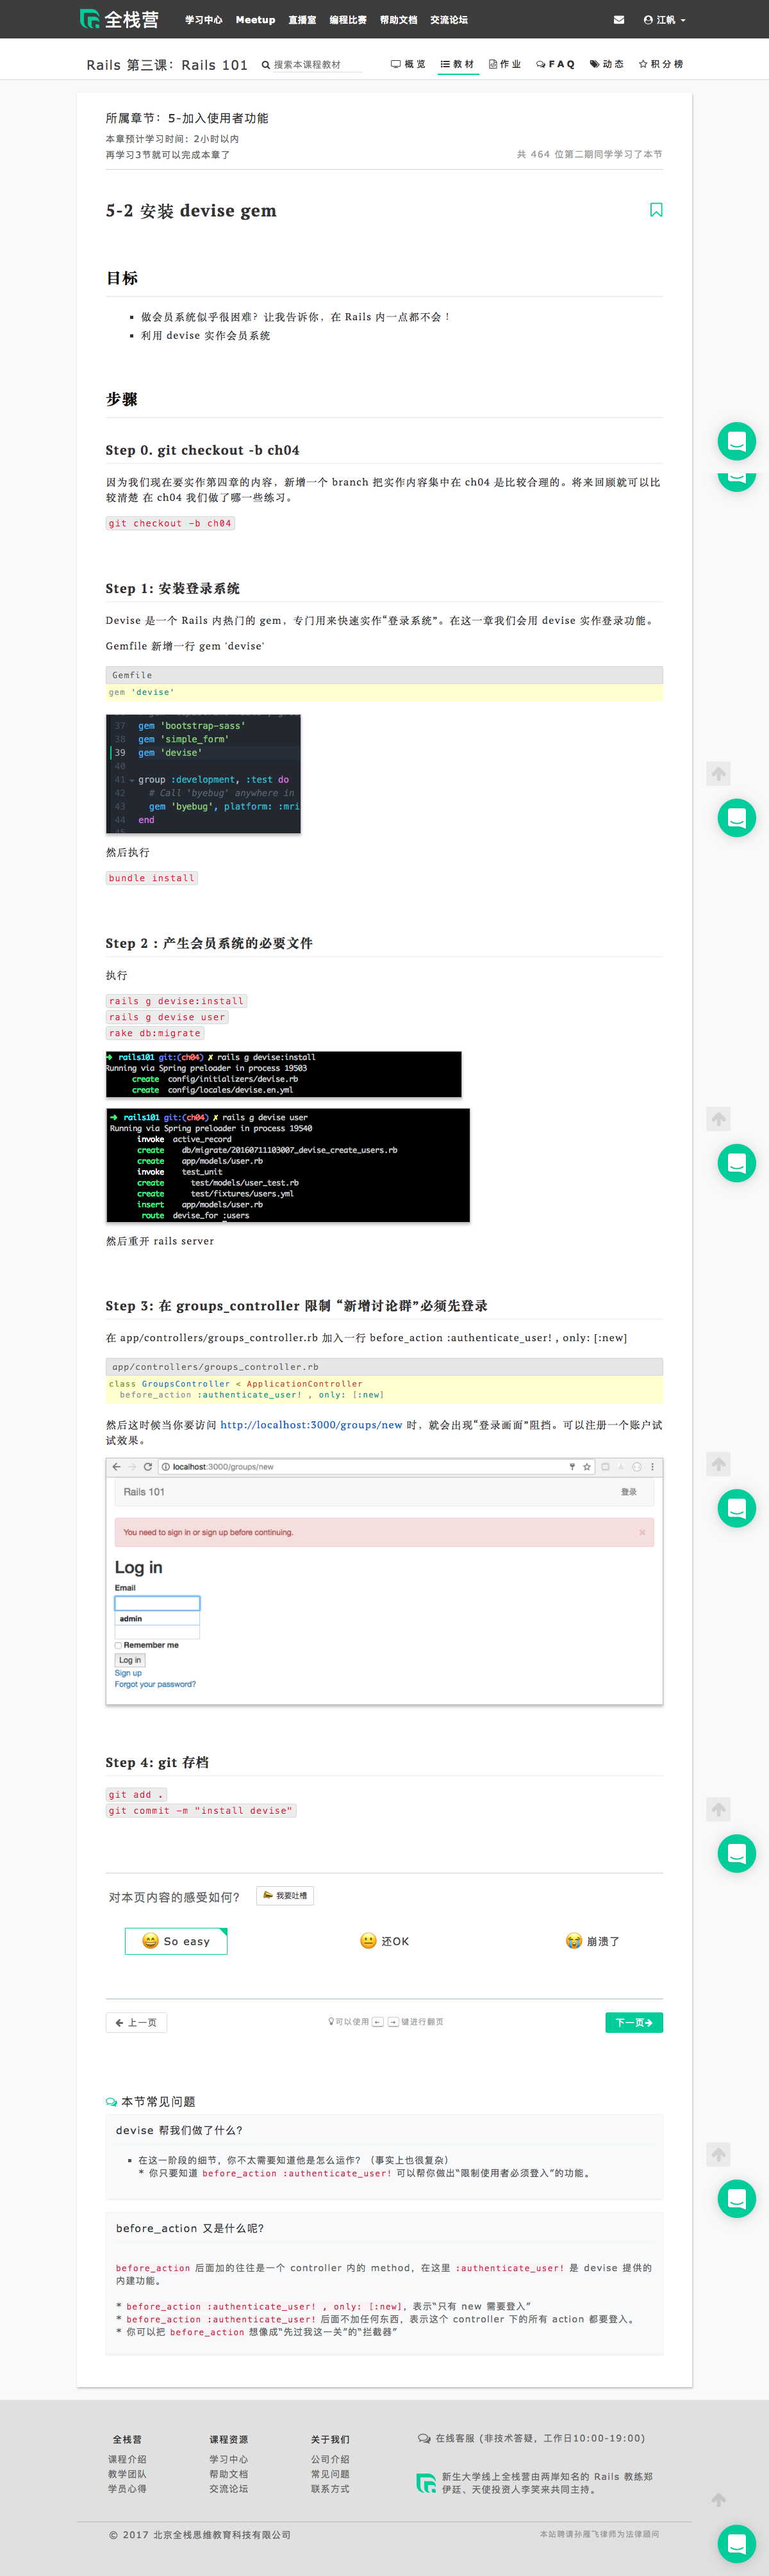 全栈营 学习中心 Meetup 直播室 编程比赛 帮助文档 交流论坛 江帆
Rails 第三课：Rails 101 搜索本课程教材 概览 教材 作业 FAQ 动态 积分榜
所属章节：5-加入使用者功能
本章预计学习时间：2小时以内
再学习3节就可以完成本章了 共 464 位第二期同学学习了本节
5-2 安装 devise gem
目标
做会员系统似乎很困难？让我告诉你，在 Rails 内一点都不会！
利用 devise 实作会员系统
步骤
Step 0. git checkout -b ch04
因为我们现在要实作第四章的内容，新增一个 branch 把实作内容集中在 ch04 是比较合理的。将来回顾就可以比
较清楚 在 ch04 我们做了哪一些练习。
git checkout -b ch04
Step 1: 安装登录系统
Devise 是一个 Rails 内热门的 gem，专门用来快速实作“登录系统”。在这一章我们会用 devise 实作登录功能。
Gemfile 新增一行 gem 'devise'
Gemfile
gem 'devise'
37 gem 'bootstrap-sass'
38 gem 'simple_form'
39 gem 'devise'
40
41 group :development, :test do
42 # Call 'byebug' anywhere in
43 gem 'byebug', platform: :mri
44 end
然后执行
bundle install
Step 2 : 产生会员系统的必要文件
执行
rails g devise:install
rails g devise user
rake db:migrate
➜ rails101 git:(ch04) ✗ rails g devise:install
Running via Spring preloader in process 19503
create config/initializers/devise.rb
create config/locales/devise.en.yml
➜ rails101 git:(ch04) ✗ rails g devise user
Running via Spring preloader in process 19540
invoke active_record
create db/migrate/20160711103007_devise_create_users.rb
create app/models/user.rb
invoke test_unit
create test/models/user_test.rb
create test/fixtures/users.yml
insert app/models/user.rb
route devise_for :users
然后重开 rails server
Step 3: 在 groups_controller 限制 “新增讨论群”必须先登录
在 app/controllers/groups_controller.rb 加入一行 before_action :authenticate_user! , only: [:new]
app/controllers/groups_controller.rb
class GroupsController < ApplicationController
before_action :authenticate_user! , only: [:new]
然后这时候当你要访问 http://localhost:3000/groups/new 时，就会出现“登录画面”阻挡。可以注册一个账户试
试效果。
localhost:3000/groups/new
Rails 101 登录
You need to sign in or sign up before continuing. ×
Log in
Email
admin
Remember me
Log in
Sign up
Forgot your password?
Step 4: git 存档
git add .
git commit -m "install devise"
对本页内容的感受如何？ 我要吐槽
So easy 还OK 崩溃了
← 上一页 可以使用 ← → 键进行翻页 下一页→
本节常见问题
devise 帮我们做了什么？
在这一阶段的细节，你不太需要知道他是怎么运作？（事实上也很复杂）
* 你只要知道 before_action :authenticate_user! 可以帮你做出“限制使用者必须登入”的功能。
before_action 又是什么呢？
before_action 后面加的往往是一个 controller 内的 method，在这里 :authenticate_user! 是 devise 提供的
内建功能。
* before_action :authenticate_user! , only: [:new]，表示“只有 new 需要登入”
* before_action :authenticate_user! 后面不加任何东西，表示这个 controller 下的所有 action 都要登入。
* 你可以把 before_action 想像成“先过我这一关”的“拦截器”
全栈营 课程资源 关于我们 在线客服 (非技术答疑，工作日10:00-19:00)
课程介绍 学习中心 公司介绍
教学团队 帮助文档 常见问题 新生大学线上全栈营由两岸知名的 Rails 教练郑
学员心得 交流论坛 联系方式 伊廷、天使投资人李笑来共同主持。
© 2017 北京全栈思维教育科技有限公司 本站聘请孙雁飞律师为法律顾问